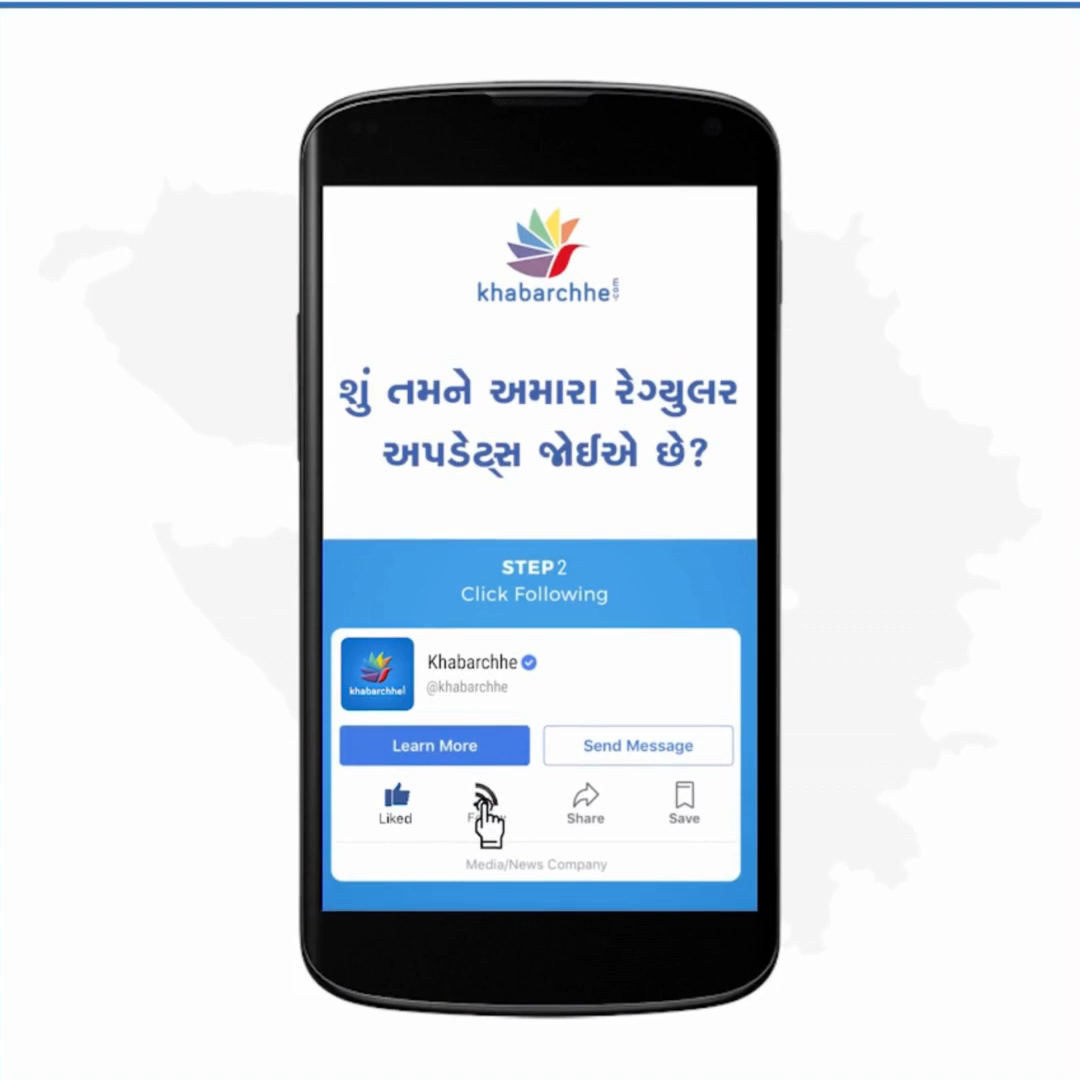 khabarchhe.com
શું તમને અમારા રેગ્યુલર
અપડેટ્સ જોઈએ છે?
STEP 2
Click Following
khabarchhe
Khabarchhe
@khabarchhe
Learn More
Send Message
Liked
Share
Save
Media/News Company